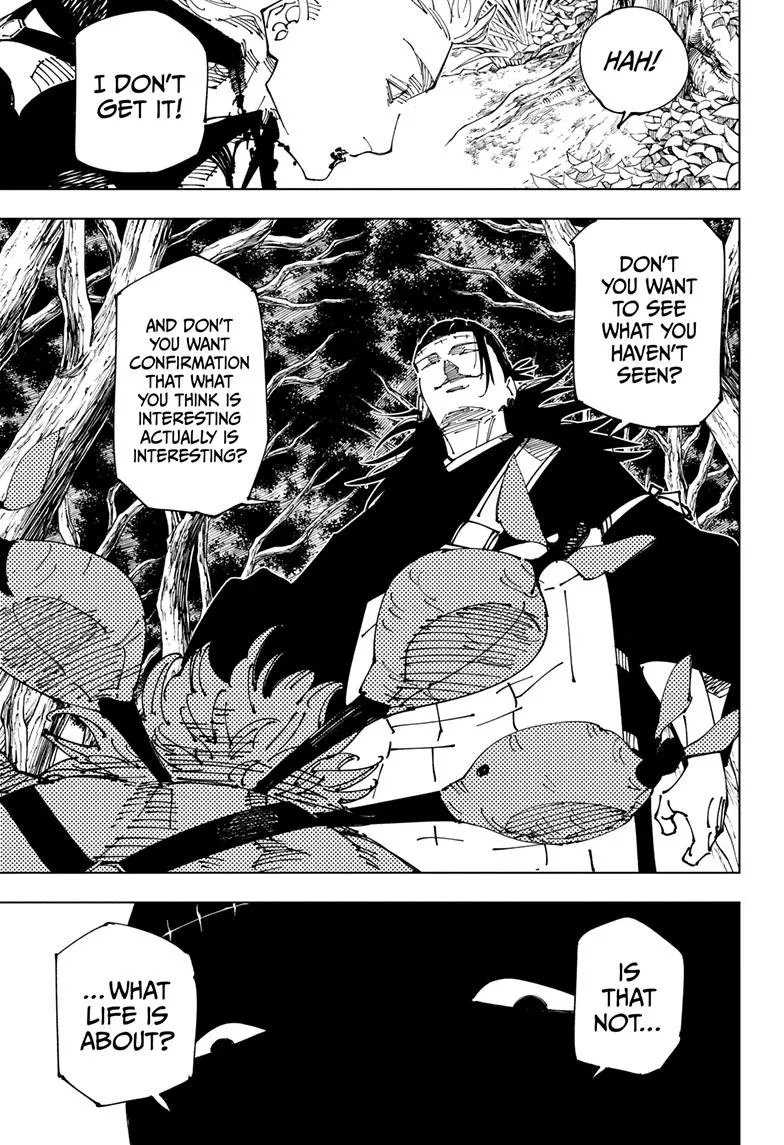 HAH!
I DON'T
GET IT!
DON'T
YOU WANT
TO SEE
WHAT YOU
HAVEN'T
SEEN?
AND DON'T
YOU WANT
CONFIRMATION
THAT WHAT
YOU THINK IS
INTERESTING
ACTUALLY IS
INTERESTING?
IS
THAT
NOT...
...WHAT
LIFE IS
ABOUT?